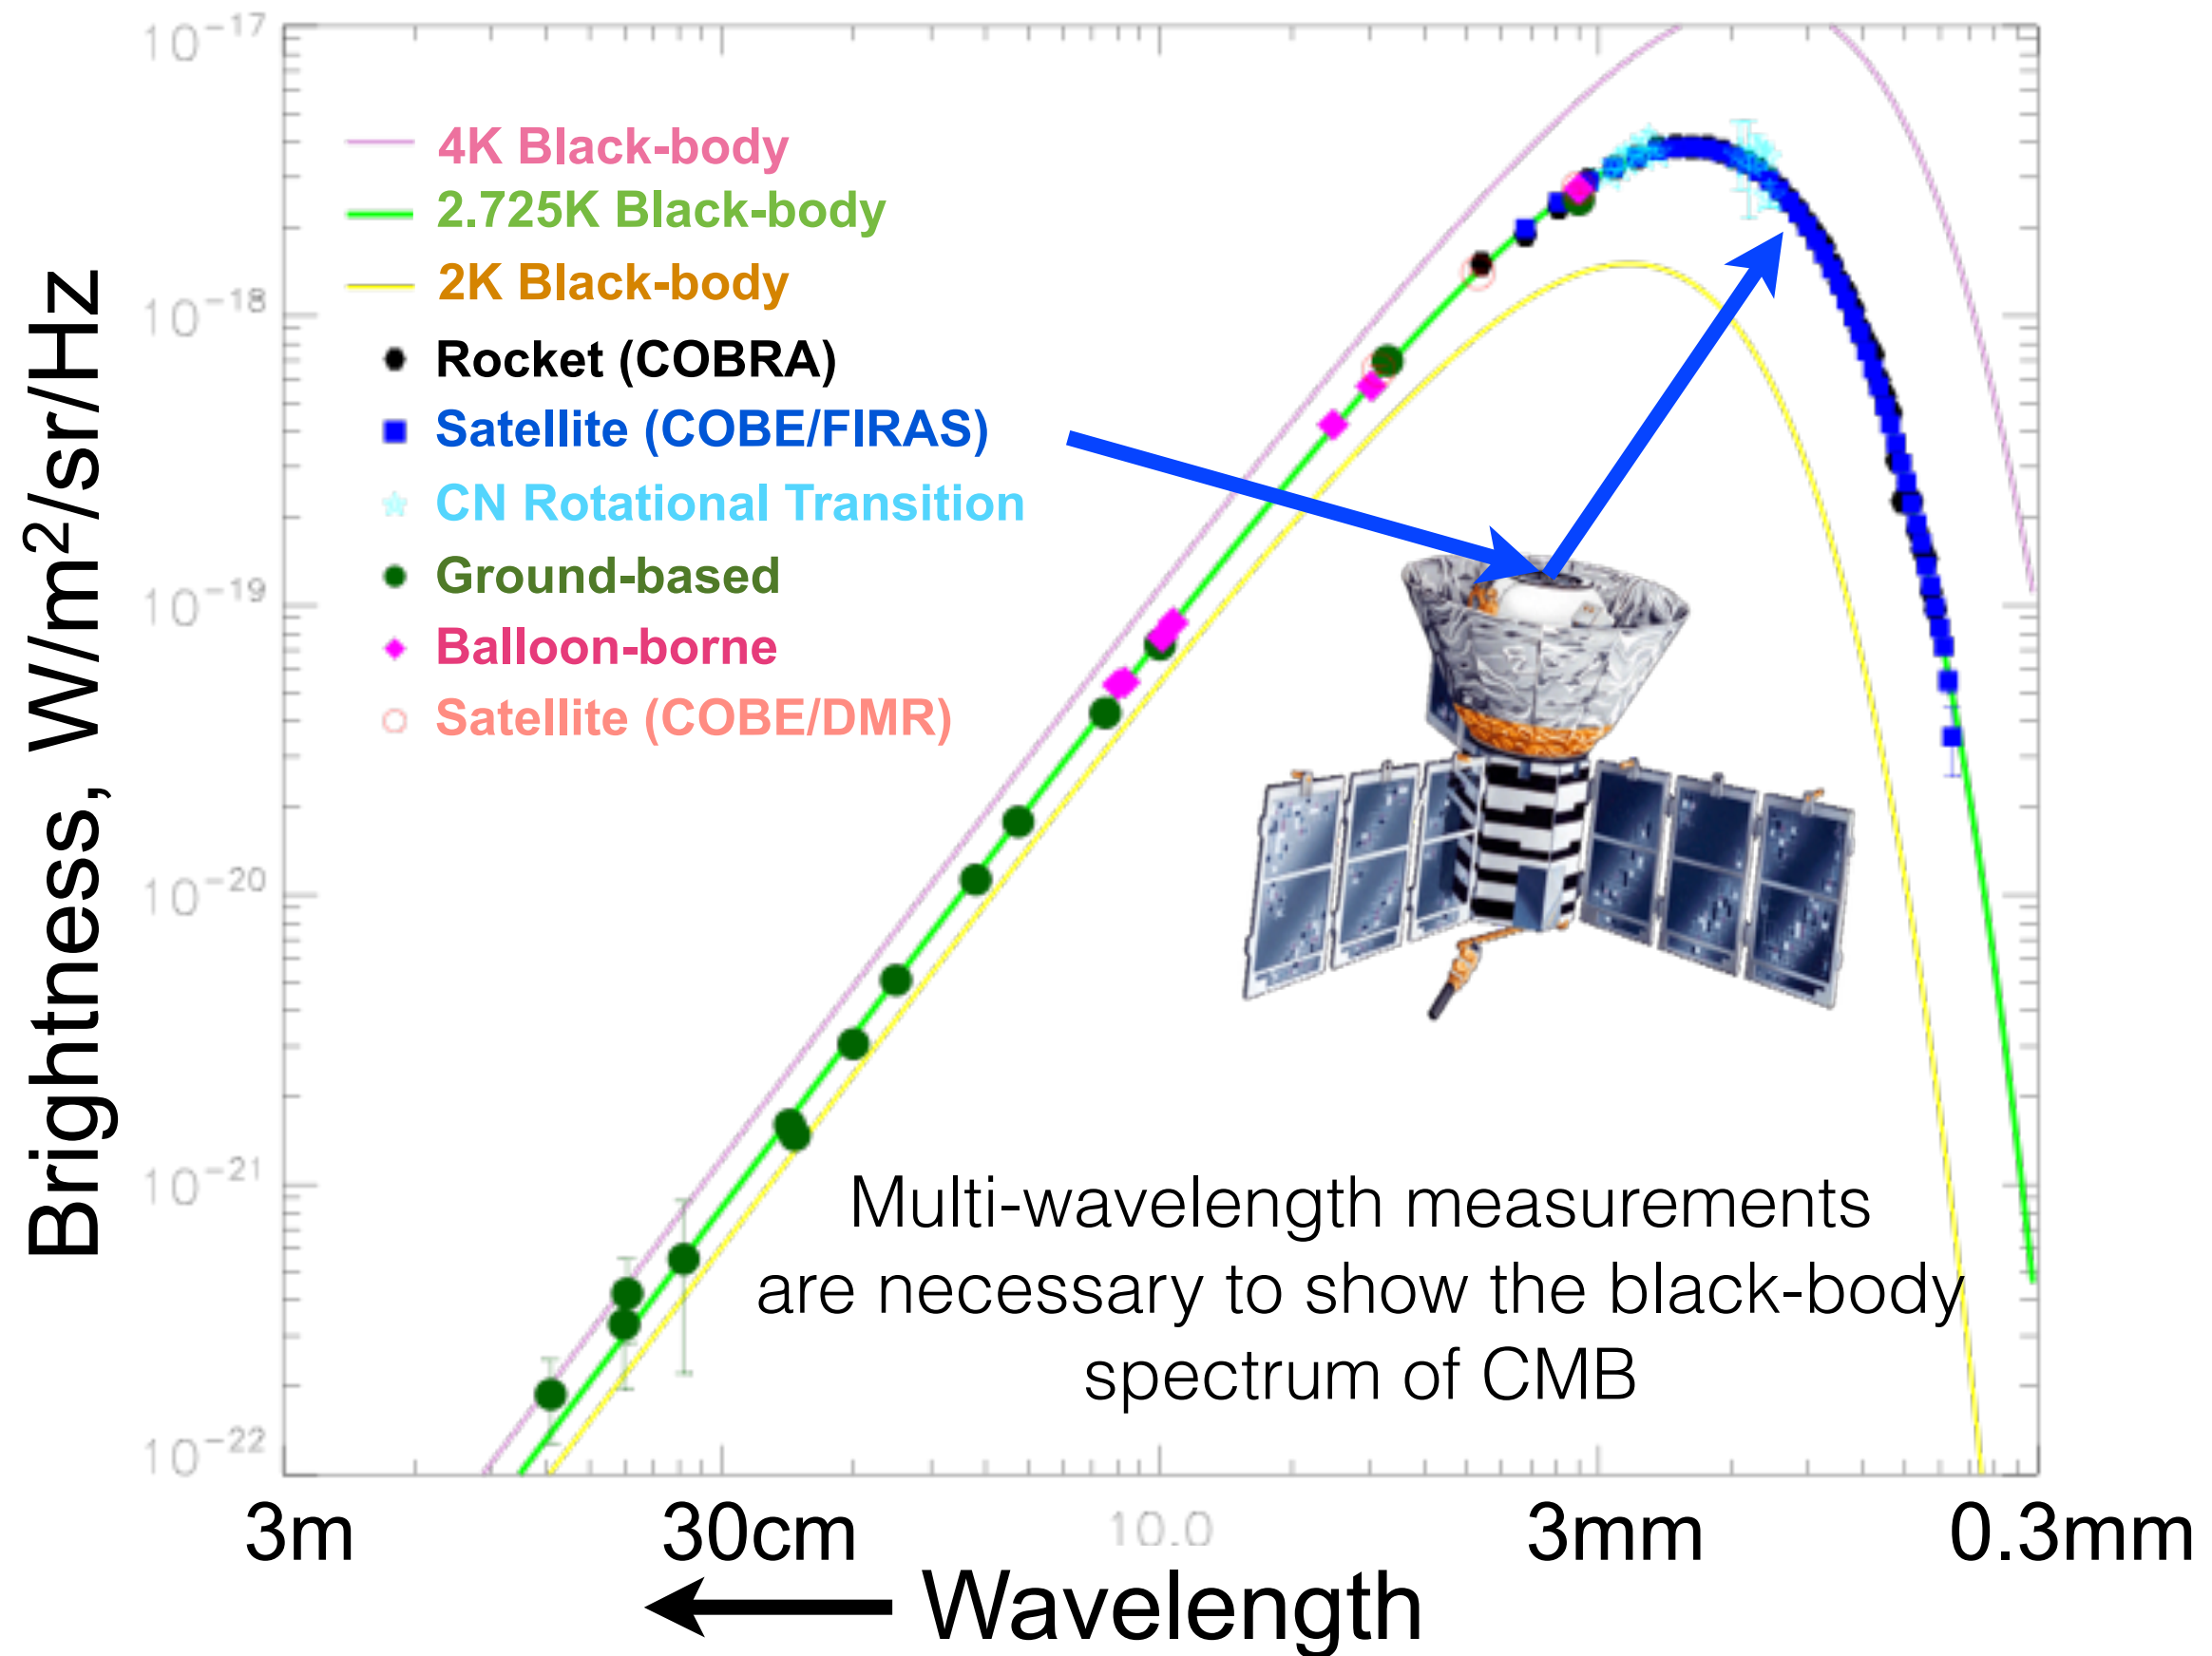 Brightness, W/m²/sr/Hz
10⁻¹⁷
10⁻¹⁸
10⁻¹⁹
10⁻²⁰
10⁻²¹
10⁻²²
4K Black-body
2.725K Black-body
2K Black-body
Rocket (COBRA)
Satellite (COBE/FIRAS)
CN Rotational Transition
Ground-based
Balloon-borne
Satellite (COBE/DMR)
Multi-wavelength measurements
are necessary to show the black-body
spectrum of CMB
3m 30cm 10.0 3mm 0.3mm
Wavelength